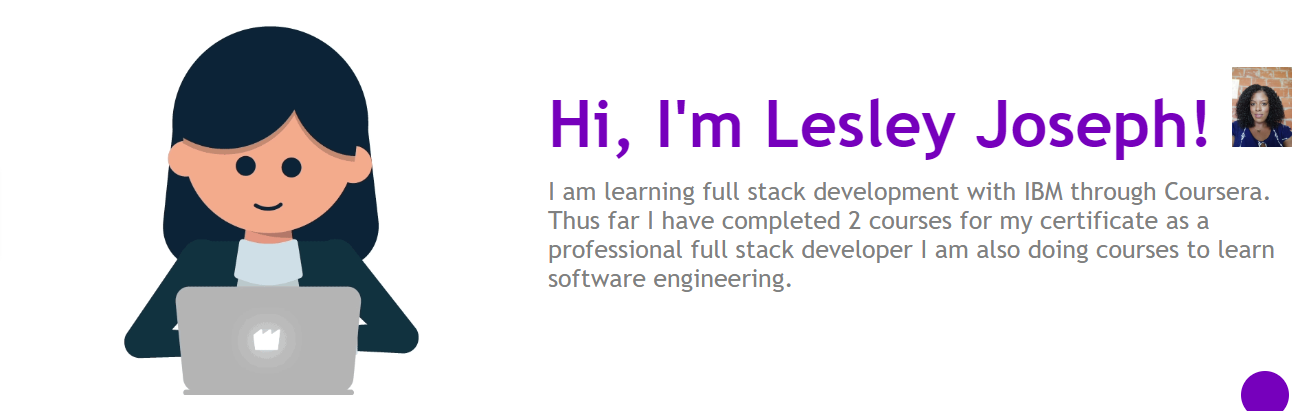 Hi, I'm Lesley Joseph!
I am learning full stack development with IBM through Coursera.
Thus far I have completed 2 courses for my certificate as a
professional full stack developer I am also doing courses to learn
software engineering.